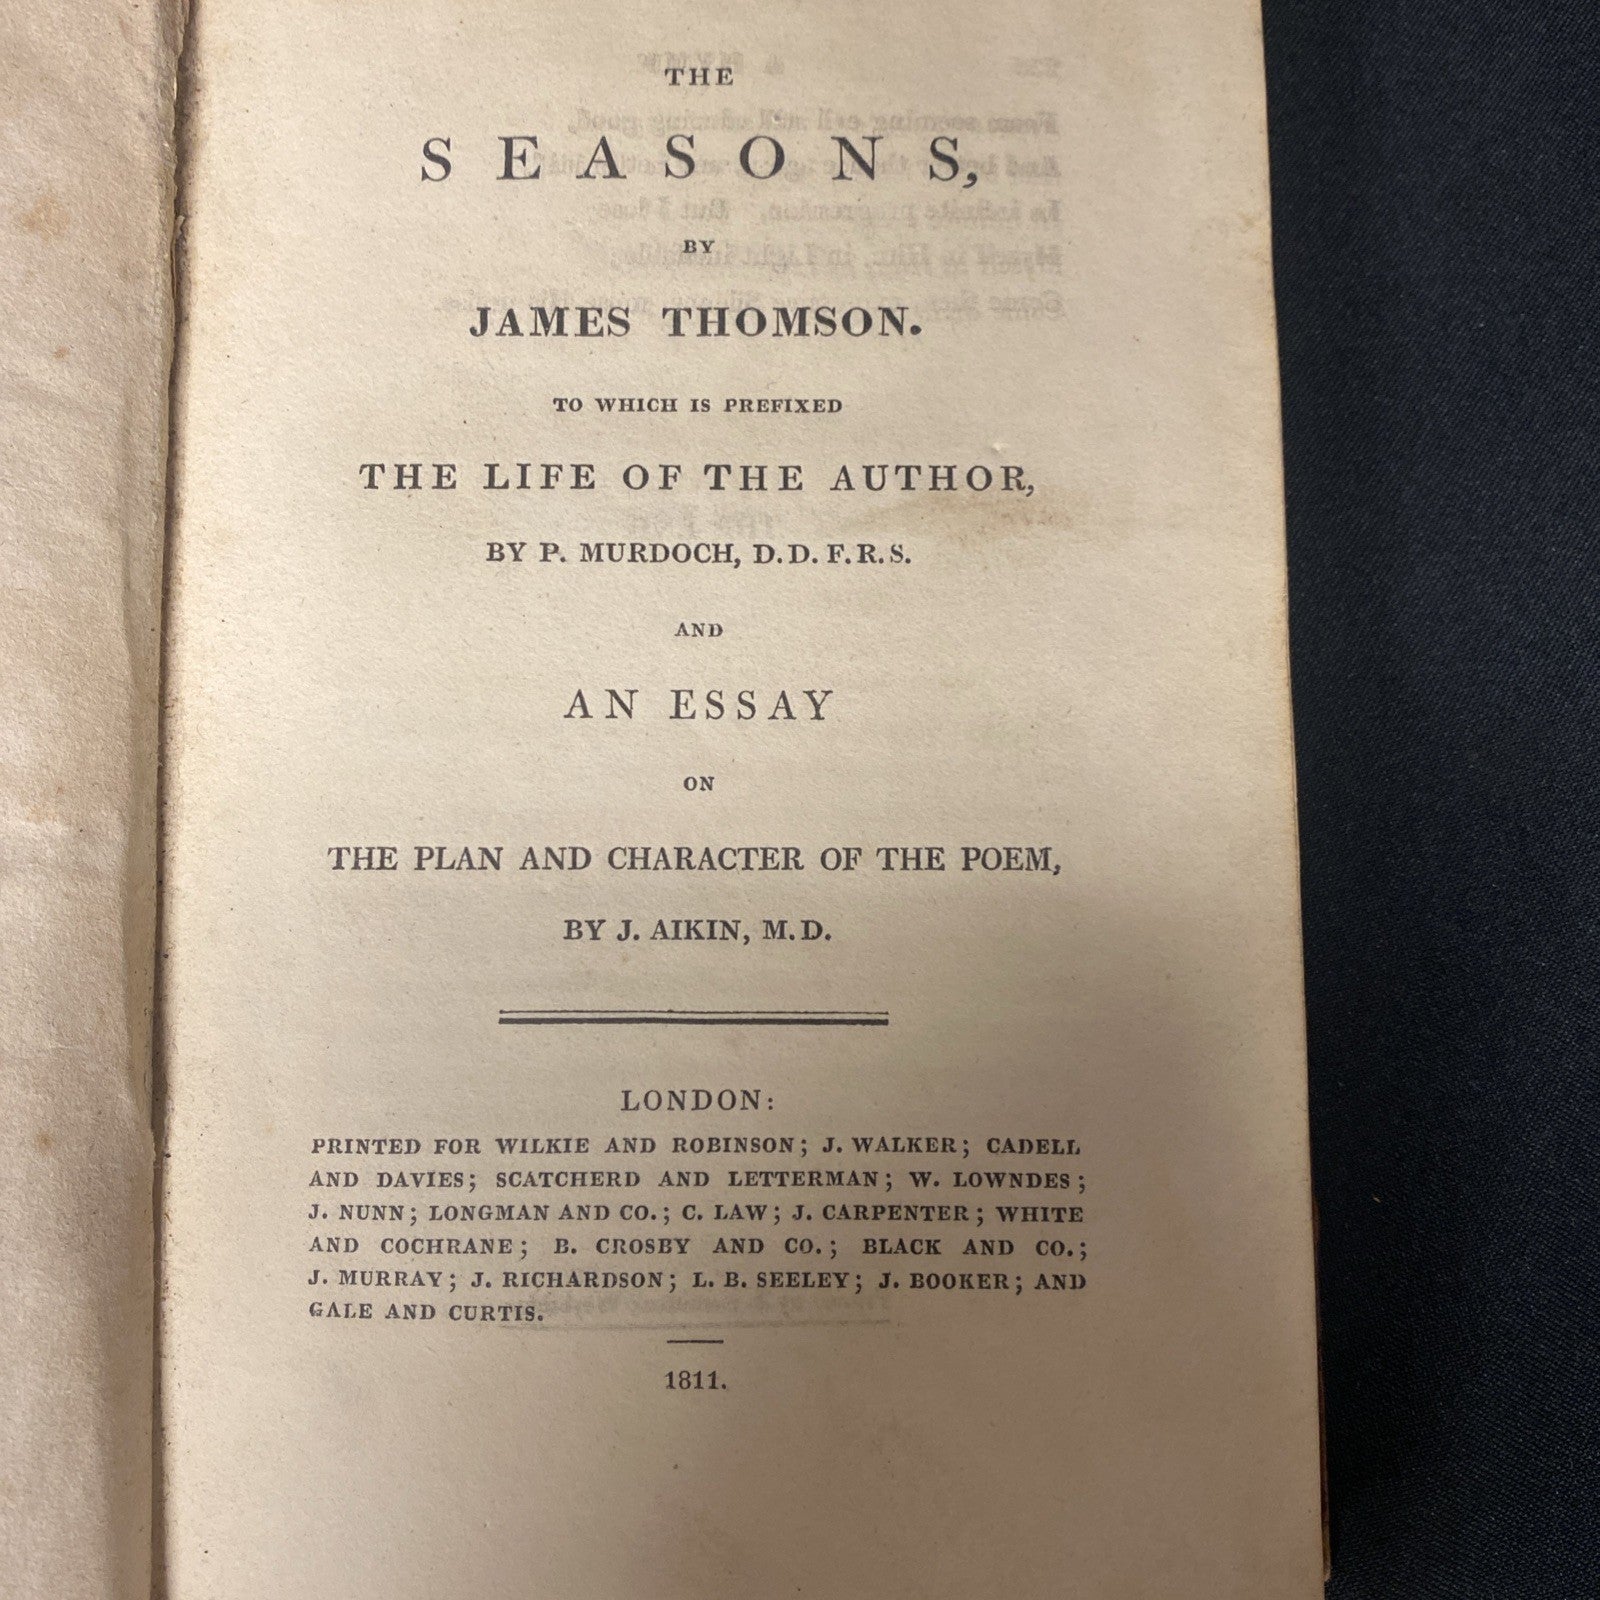 THE
SEASONS,
BY
JAMES THOMSON.
TO WHICH IS PREFIXED
THE LIFE OF THE AUTHOR,
BY P. MURDOCH, D.D. F.R.S.
AND
AN ESSAY
ON
THE PLAN AND CHARACTER OF THE POEM,
BY J. AIKIN, M.D.
LONDON:
PRINTED FOR WILKIE AND ROBINSON; J. WALKER; CADELL
AND DAVIES; SCATCHERD AND LETTERMAN; W. LOWNDES;
J. NUNN; LONGMAN AND CO.; C. LAW; J. CARPENTER; WHITE
AND COCHRANE; B. CROSBY AND CO.; BLACK AND CO.;
J. MURRAY; J. RICHARDSON; L. B. SEELEY; J. BOOKER; AND
GALE AND CURTIS.
1811.